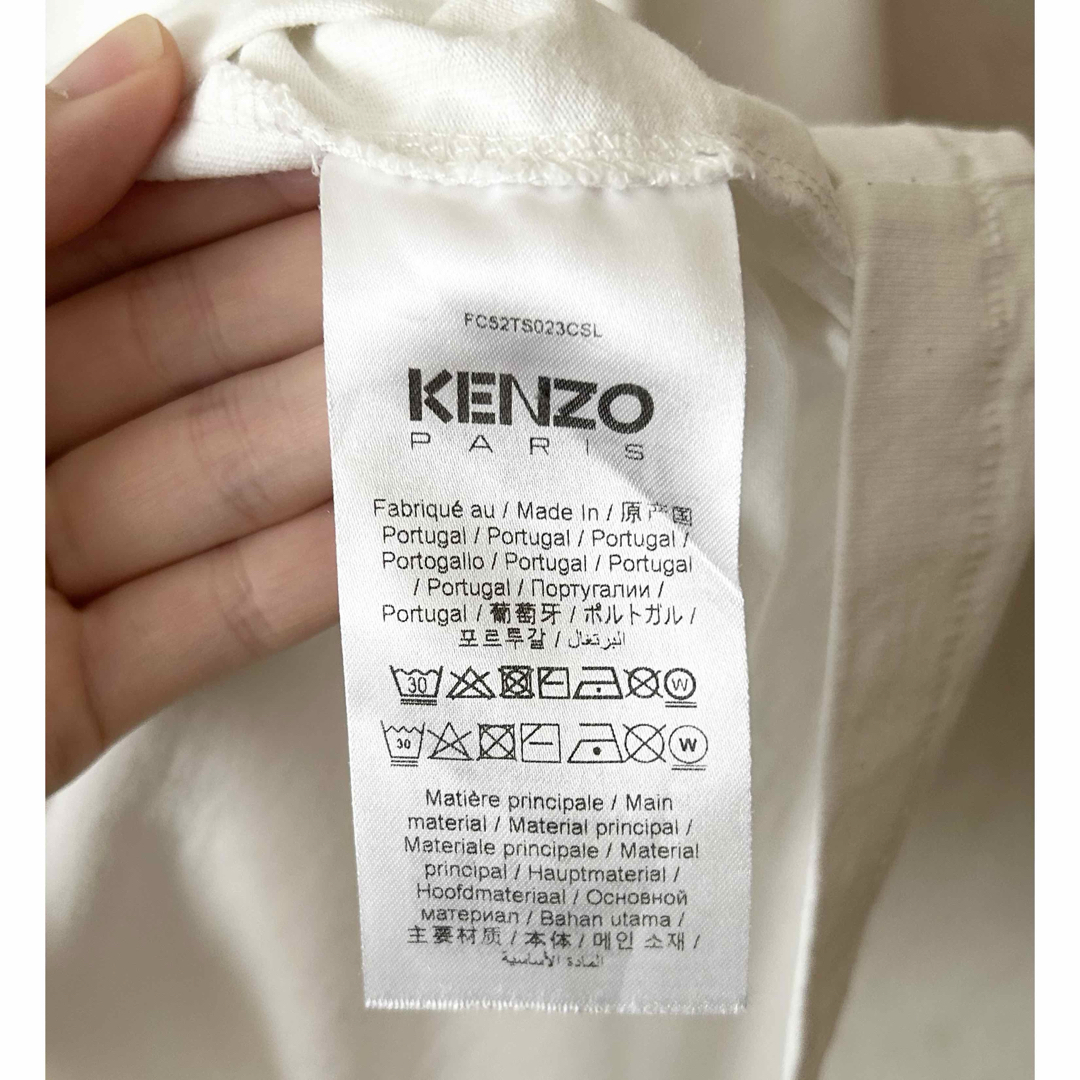 FC52TS023CSL
KENZO
PARIS
Fabriqué au / Made In / 原产国
Portugal / Portugal / Portugal /
Portogallo / Portugal / Portugal
/ Portugal / Португалии /
Portugal / 葡萄牙 / ポルトガル /
포르투갈 / البرتغال
30 W
30 W
Matière principale / Main
material / Material principal /
Materiale principale / Material
principal / Hauptmaterial /
Hoofdmateriaal / Основной
материал / Bahan utama /
主要材质 / 本体 / 메인 소재 /
المادة الأساسية